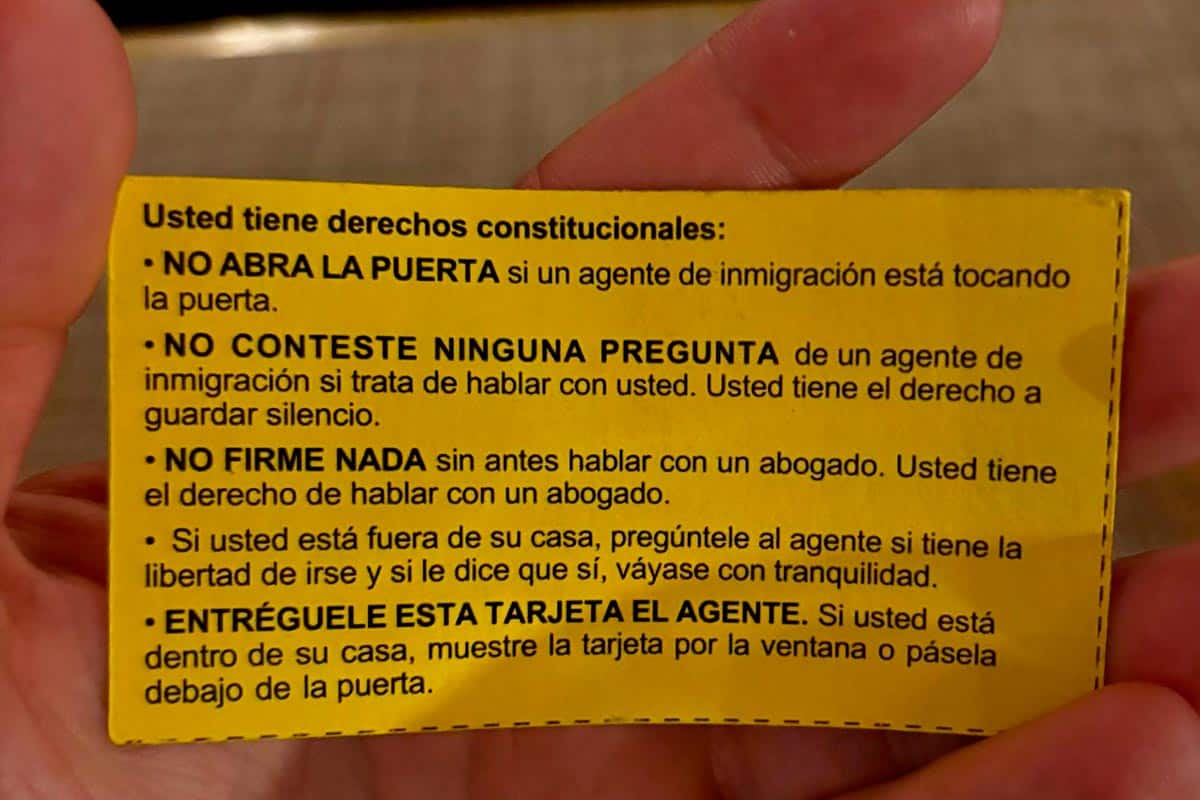 Usted tiene derechos constitucionales:
• NO ABRA LA PUERTA si un agente de inmigración está tocando
la puerta.
• NO CONTESTE NINGUNA PREGUNTA de un agente de
inmigración si trata de hablar con usted. Usted tiene el derecho a
guardar silencio.
• NO FIRME NADA sin antes hablar con un abogado. Usted tiene
el derecho de hablar con un abogado.
• Si usted está fuera de su casa, pregúntele al agente si tiene la
libertad de irse y si le dice que sí, váyase con tranquilidad.
• ENTRÉGUELE ESTA TARJETA EL AGENTE. Si usted está
dentro de su casa, muestre la tarjeta por la ventana o pásela
debajo de la puerta.